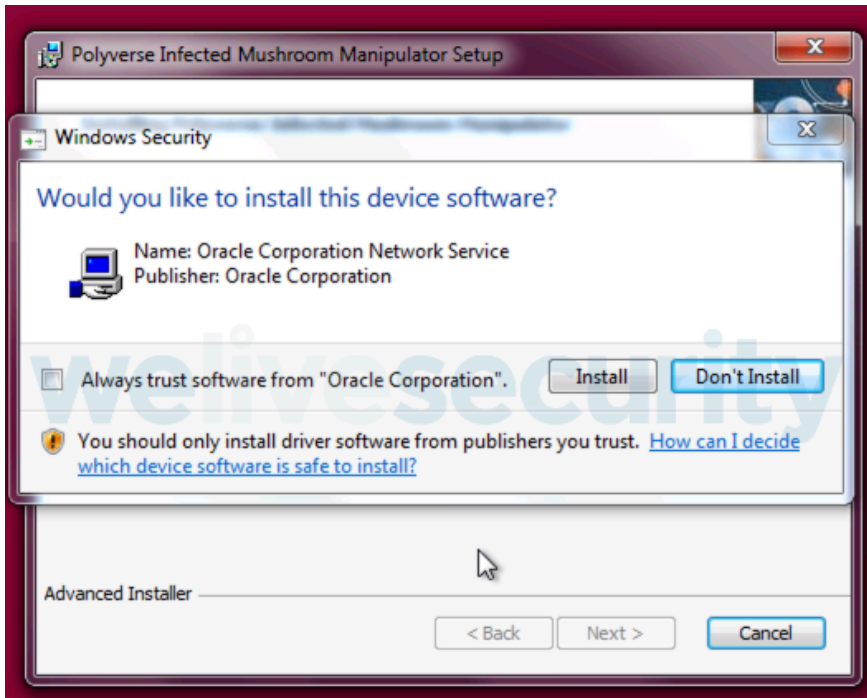 Polyverse Infected Mushroom Manipulator Setup
Windows Security
Would you like to install this device software?
Name: Oracle Corporation Network Service
Publisher: Oracle Corporation
welivesecurity
Always trust software from "Oracle Corporation".
Install
Don't Install
You should only install driver software from publishers you trust. How can I decide
which device software is safe to install?
Advanced Installer
< Back
Next >
Cancel